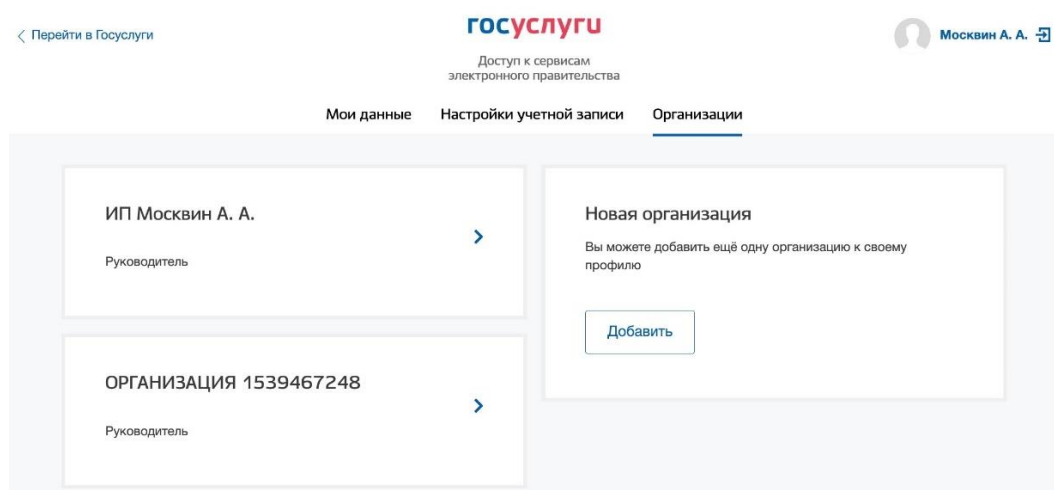 Перейти в Госуслуги
госуслуги
Москвин А. А.
Доступ к сервисам
электронного правительства
Мои данные Настройки учетной записи Организации
ИП Москвин А. А.
Руководитель
Новая организация
Вы можете добавить ещё одну организацию к своему
профилю
Добавить
ОРГАНИЗАЦИЯ 1539467248
Руководитель